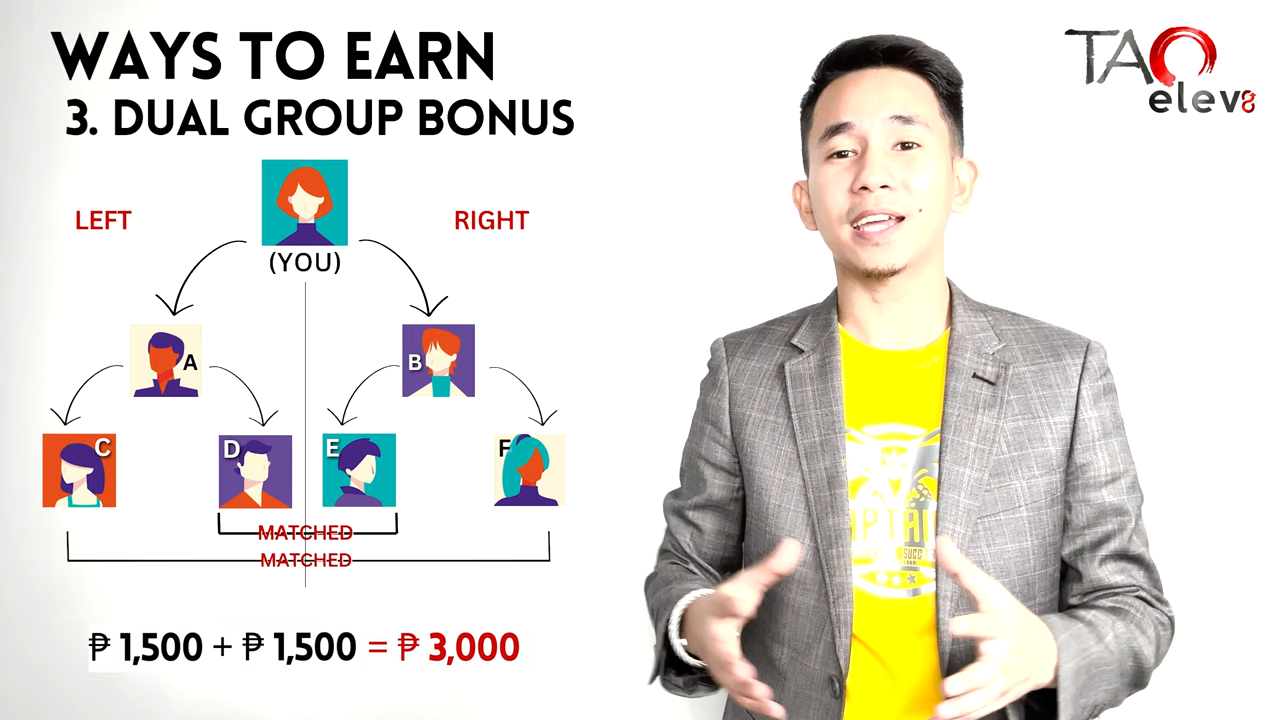 WAYS TO EARN
3. DUAL GROUP BONUS
TAO
elev8
LEFT
RIGHT
(YOU)
A
B
C
D
E
F
MATCHED
MATCHED
₱ 1,500 + ₱ 1,500 = ₱ 3,000